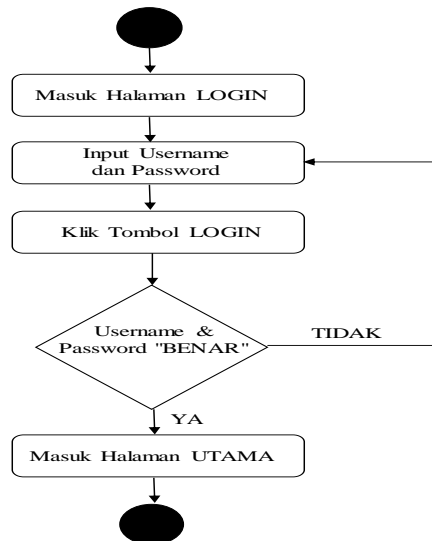 Masuk Halaman LOGIN
Input Username
dan Password
Klik Tombol LOGIN
Username &
Password "BENAR"
TIDAK
YA
Masuk Halaman UTAMA